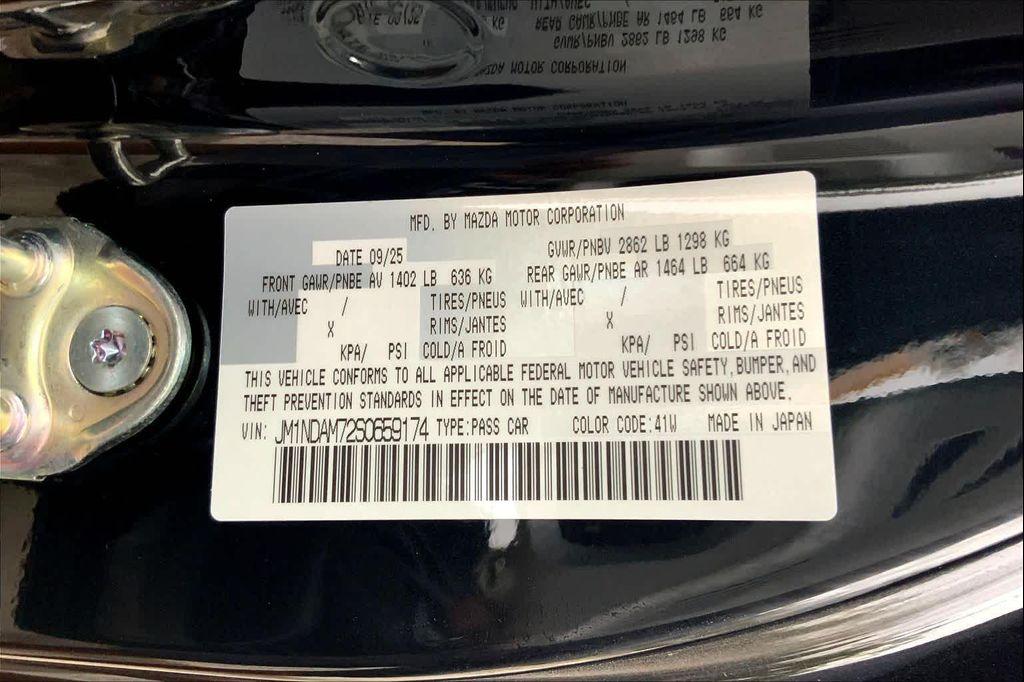 MFD. BY MAZDA MOTOR CORPORATION
DATE 09/25 GVWR/PNBV 2862 LB 1298 KG
FRONT GAWR/PNBE AV 1402 LB 636 KG REAR GAWR/PNBE AR 1464 LB 664 KG
WITH/AVEC / TIRES/PNEUS WITH/AVEC / TIRES/PNEUS
X RIMS/JANTES X RIMS/JANTES
KPA/ PSI COLD/A FROID KPA/ PSI COLD/A FROID
THIS VEHICLE CONFORMS TO ALL APPLICABLE FEDERAL MOTOR VEHICLE SAFETY, BUMPER, AND
THEFT PREVENTION STANDARDS IN EFFECT ON THE DATE OF MANUFACTURE SHOWN ABOVE.
VIN: JM1NDAM72S0659174 TYPE:PASS CAR COLOR CODE:41W MADE IN JAPAN